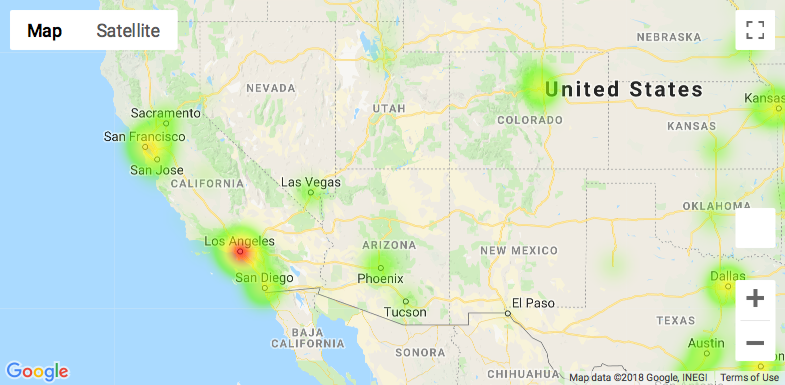 Map Satellite
NEBRASKA
NEVADA
United States
UTAH
Kansas
COLORADO
Sacramento
KANSAS
San Francisco
San Jose
CALIFORNIA
Las Vegas
OKLAHOMA
Los Angeles
ARIZONA
NEW MEXICO
San Diego
Phoenix
Dallas
El Paso
Tucson
TEXAS
BAJA
CALIFORNIA
Austin
SONORA
CHIHUAHUA
COAHUILA
Google
Map data ©2018 Google, INEGI Terms of Use